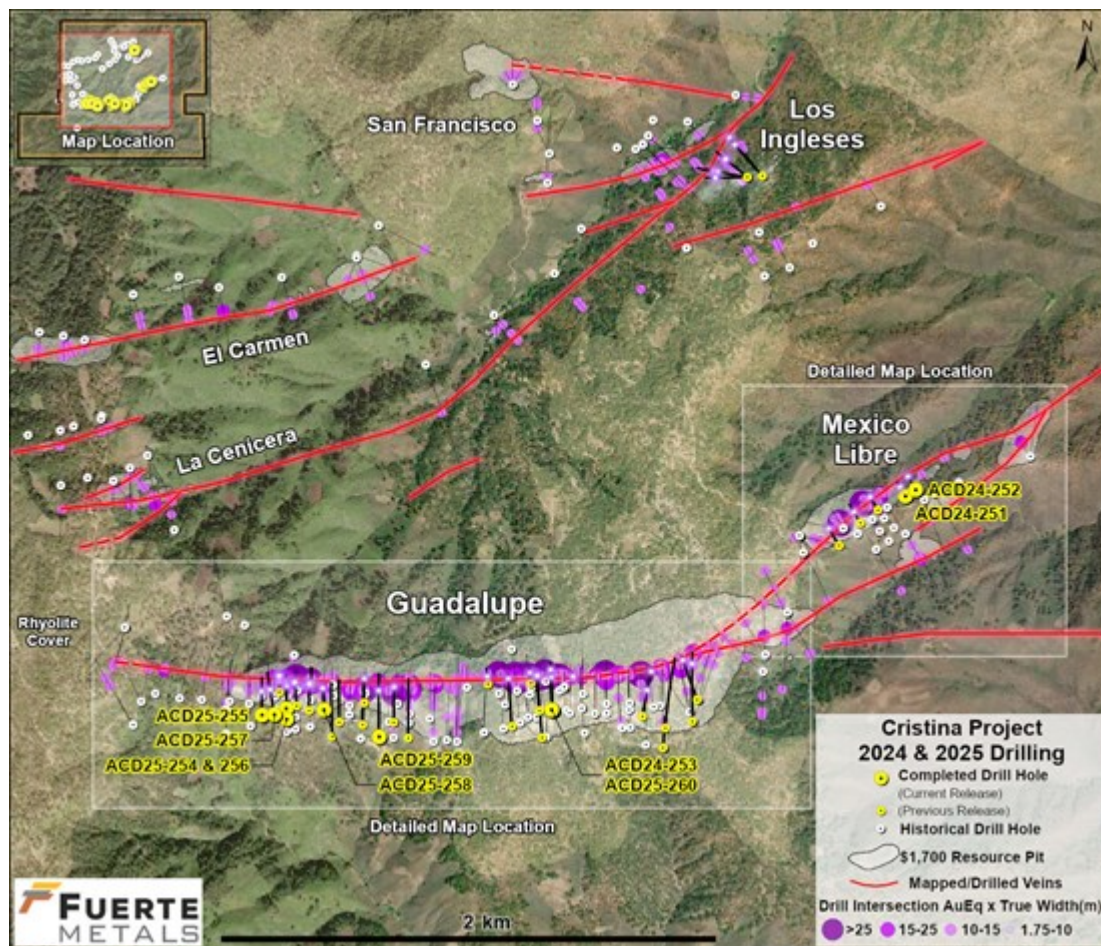 N
Map Location
San Francisco
Los
Ingleses
El Carmen
La Cenicera
Detailed Map Location
Mexico
Libre
ACD24-252
ACD24-251
Guadalupe
Rhyolite
Cover
ACD25-255
ACD25-257
ACD25-254 & 256
ACD25-259
ACD25-258
ACD24-253
ACD25-260
Detailed Map Location
Cristina Project
2024 & 2025 Drilling
Completed Drill Hole
(Current Release)
(Previous Release)
Historical Drill Hole
$1,700 Resource Pit
Mapped/Drilled Veins
Drill Intersection AuEq x True Width(m)
>25 15-25 10-15 1.75-10
FUERTE
METALS
2 km